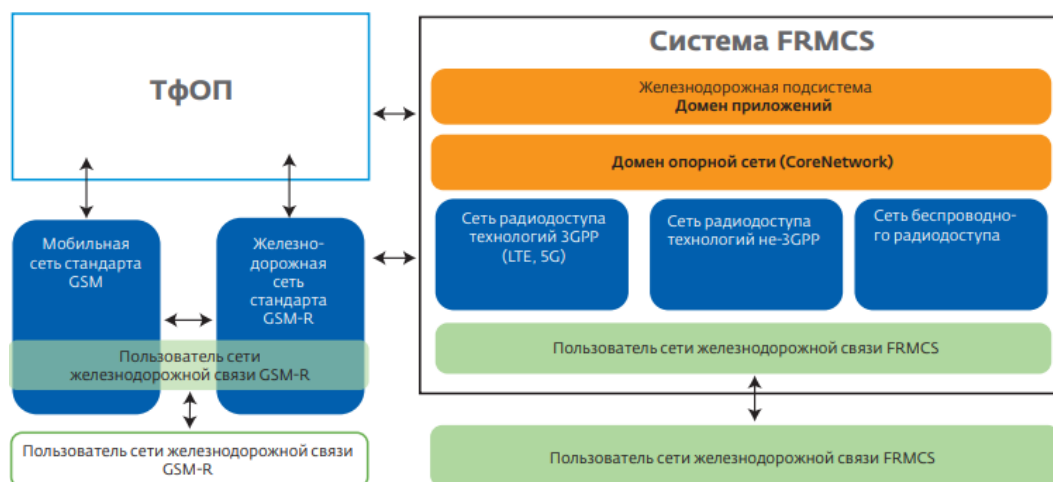 ТфОП
Мобильная
сеть стандарта
GSM
Железно-
дорожная
сеть
стандарта
GSM-R
Пользователь сети
железнодорожной связи GSM-R
Пользователь сети железнодорожной связи
GSM-R
Система FRMCS
Железнодорожная подсистема
Домен приложений
Домен опорной сети (CoreNetwork)
Сеть радиодоступа
технологий 3GPP
(LTE, 5G)
Сеть радиодоступа
технологий не-3GPP
Сеть беспроводно-
го радиодоступа
Пользователь сети железнодорожной связи FRMCS
Пользователь сети железнодорожной связи FRMCS